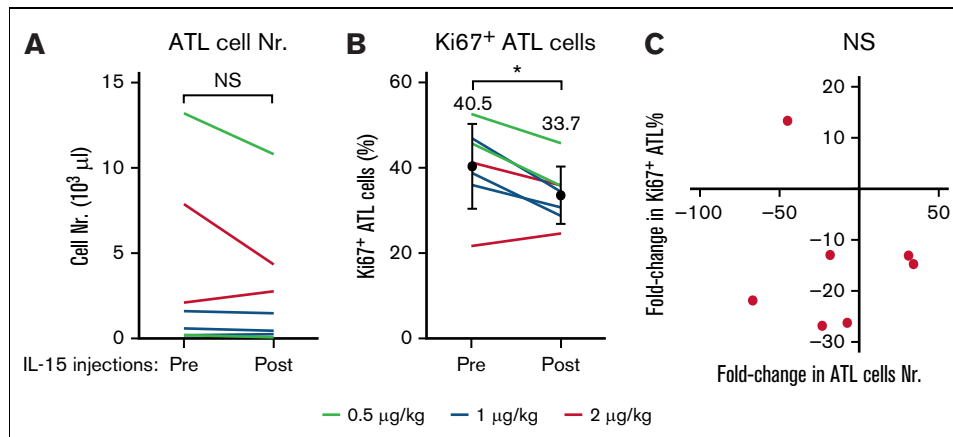 A ATL cell Nr.
15
10
5
0
Cell Nr. (10³ µl)
NS
IL-15 injections: Pre Post
B Ki67⁺ ATL cells
60
40
20
0
Ki67⁺ ATL cells (%)
*
40.5
33.7
Pre Post
C NS
20
10
−100 −50 50
−10
−20
−30
Fold-change in Ki67⁺ ATL%
Fold-change in ATL cells Nr.
0.5 µg/kg 1 µg/kg 2 µg/kg